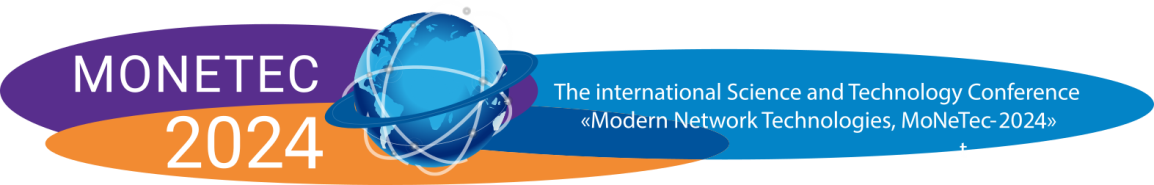 MONETEC
2024
The international Science and Technology Conference
«Modern Network Technologies, MoNeTec-2024»
t